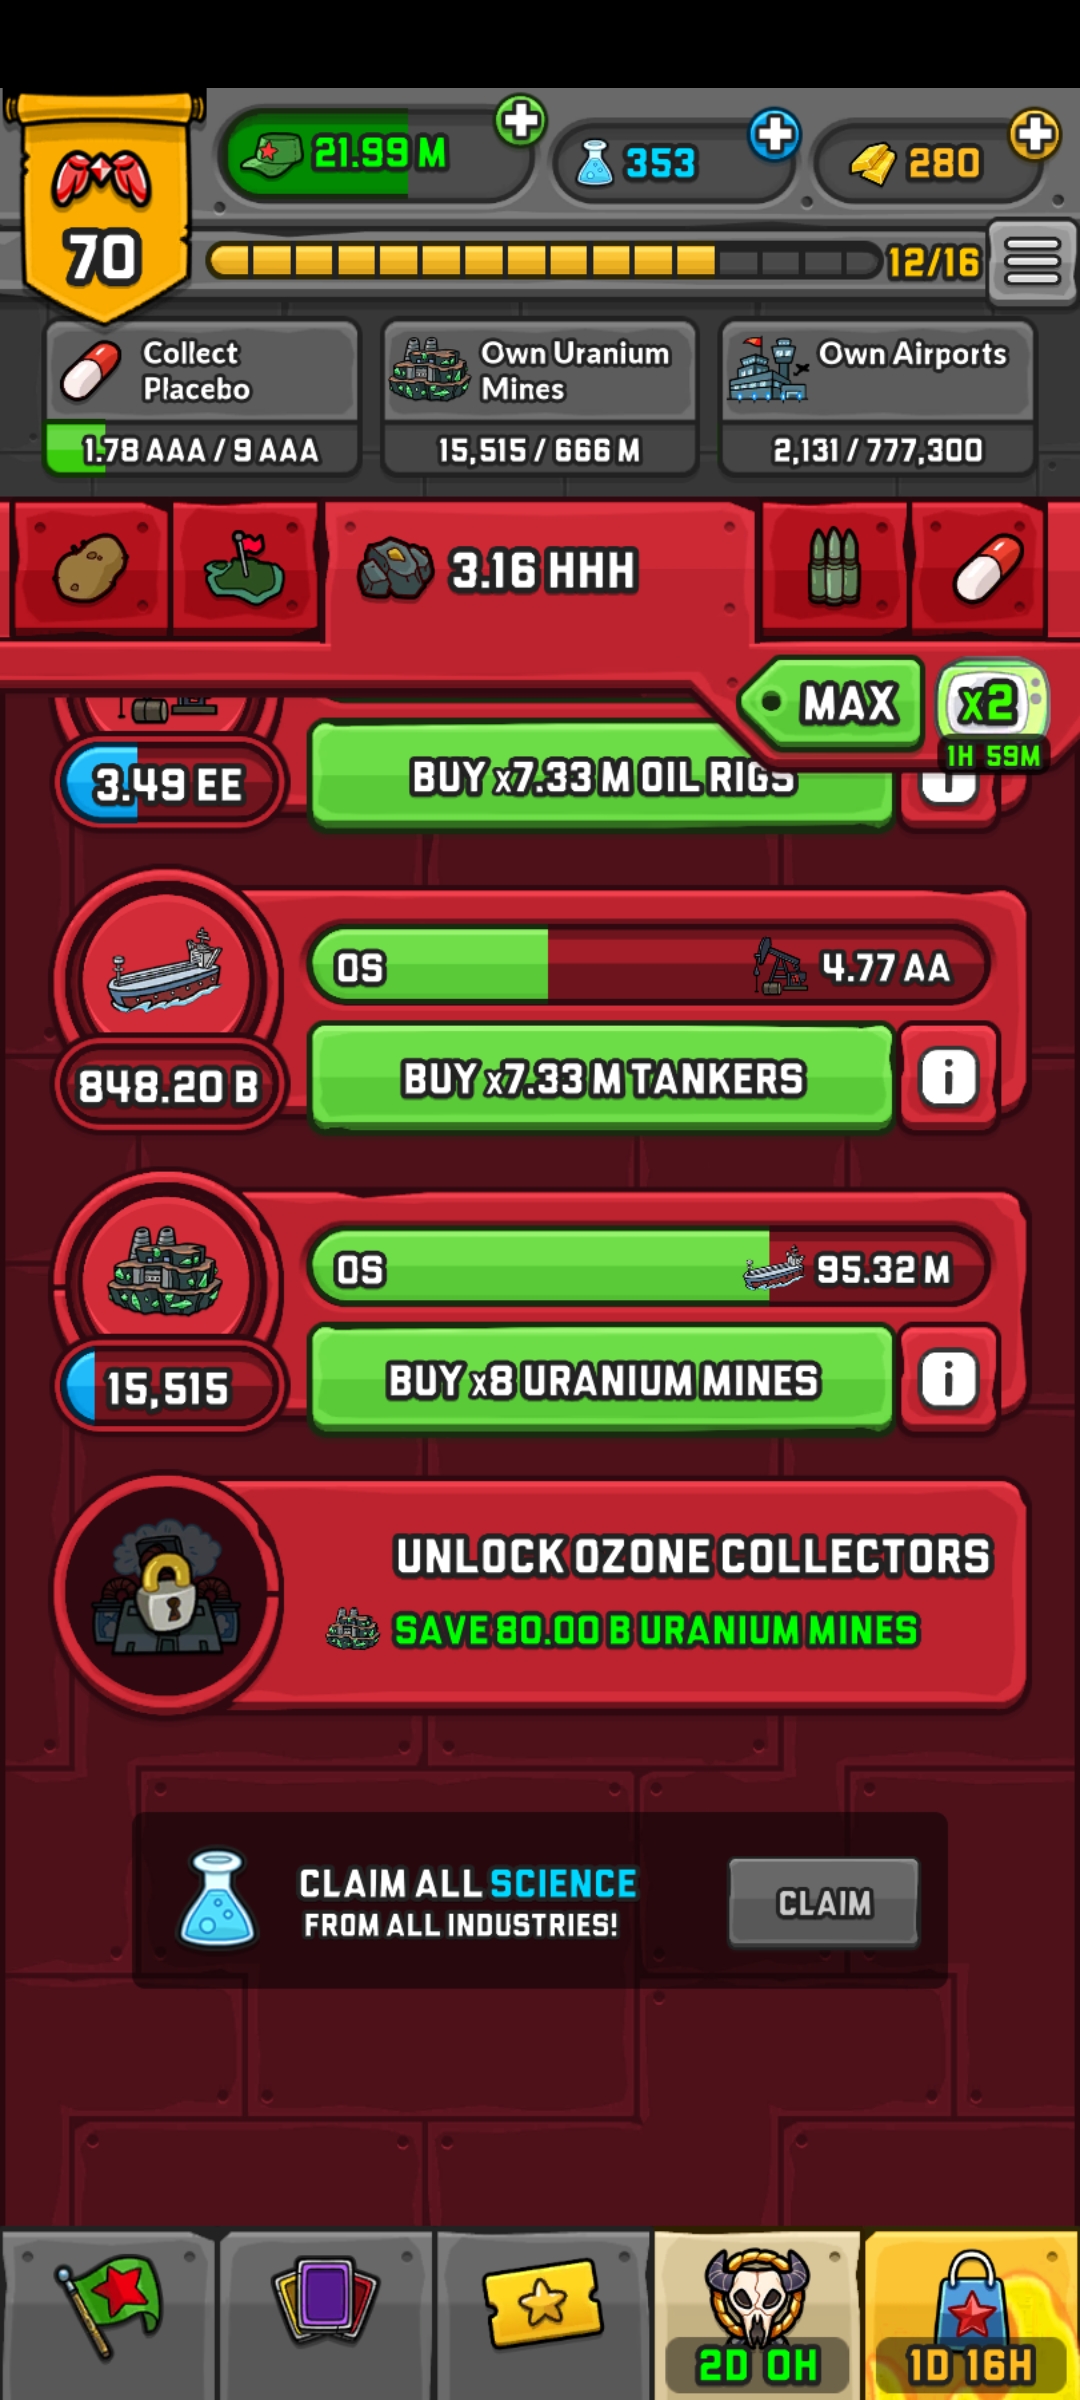 21.99 M
353
280
70
12/16
Collect
Placebo
1.78 AAA / 9 AAA
Own Uranium
Mines
15,515 / 666 M
Own Airports
2,131 / 777,300
3.16 HHH
MAX
x2
1H 59M
3.49 EE
BUY x7.33 M OIL RIGS
0S
4.77 AA
848.20 B
BUY x7.33 M TANKERS
i
0S
95.32 M
15,515
BUY x8 URANIUM MINES
i
UNLOCK OZONE COLLECTORS
SAVE 80.00 B URANIUM MINES
CLAIM ALL SCIENCE
FROM ALL INDUSTRIES!
CLAIM
2D 0H
1D 16H